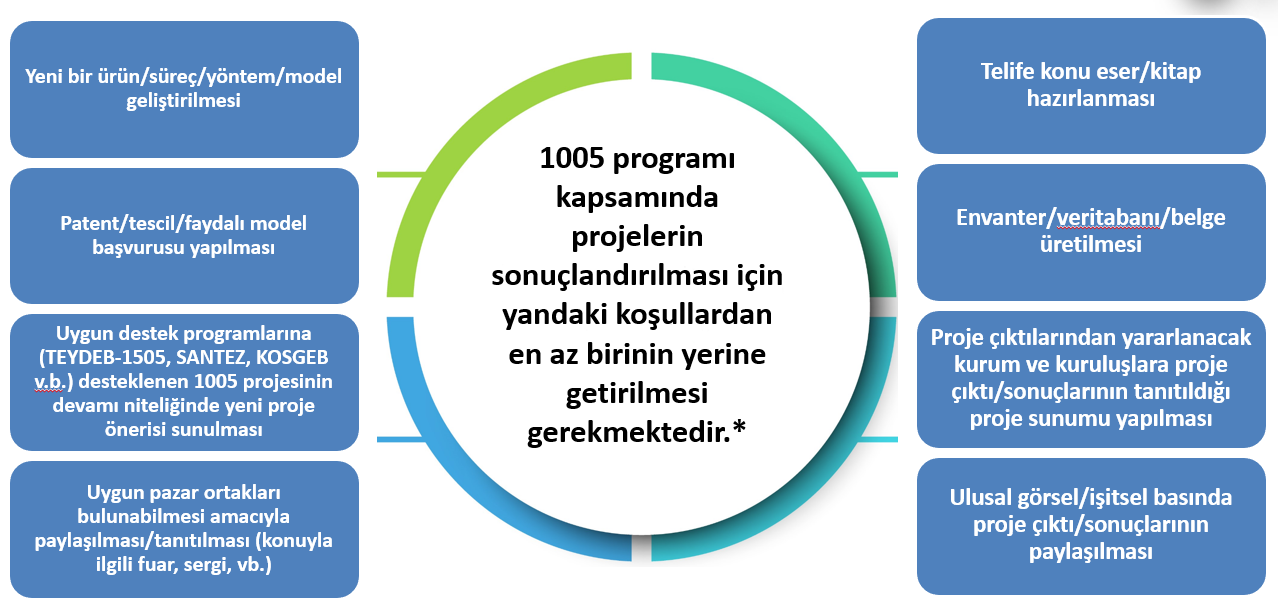 Yeni bir ürün/süreç/yöntem/model
geliştirilmesi
Patent/tescil/faydalı model
başvurusu yapılması
Uygun destek programlarına
(TEYDEB-1505, SANTEZ, KOSGEB
v.b.) desteklenen 1005 projesinin
devamı niteliğinde yeni proje
önerisi sunulması
Uygun pazar ortakları
bulunabilmesi amacıyla
paylaşılması/tanıtılması (konuyla
ilgili fuar, sergi, vb.)
1005 programı
kapsamında
projelerin
sonuçlandırılması için
yandaki koşullardan
en az birinin yerine
getirilmesi
gerekmektedir.*
Telife konu eser/kitap
hazırlanması
Envanter/veritabanı/belge
üretilmesi
Proje çıktılarından yararlanacak
kurum ve kuruluşlara proje
çıktı/sonuçlarının tanıtıldığı
proje sunumu yapılması
Ulusal görsel/işitsel basında
proje çıktı/sonuçlarının
paylaşılması